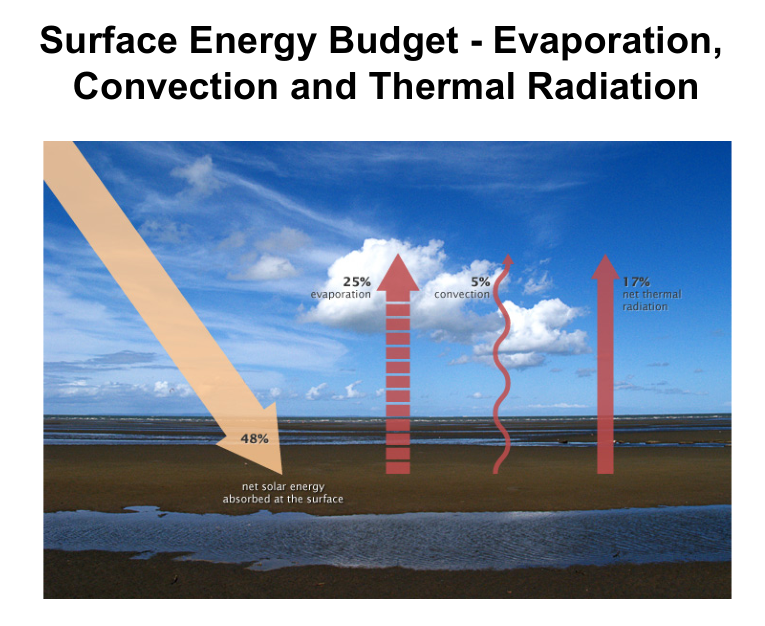 Surface Energy Budget - Evaporation,
Convection and Thermal Radiation
25%
evaporation
5%
convection
17%
net thermal
radiation
48%
net solar energy
absorbed at the surface